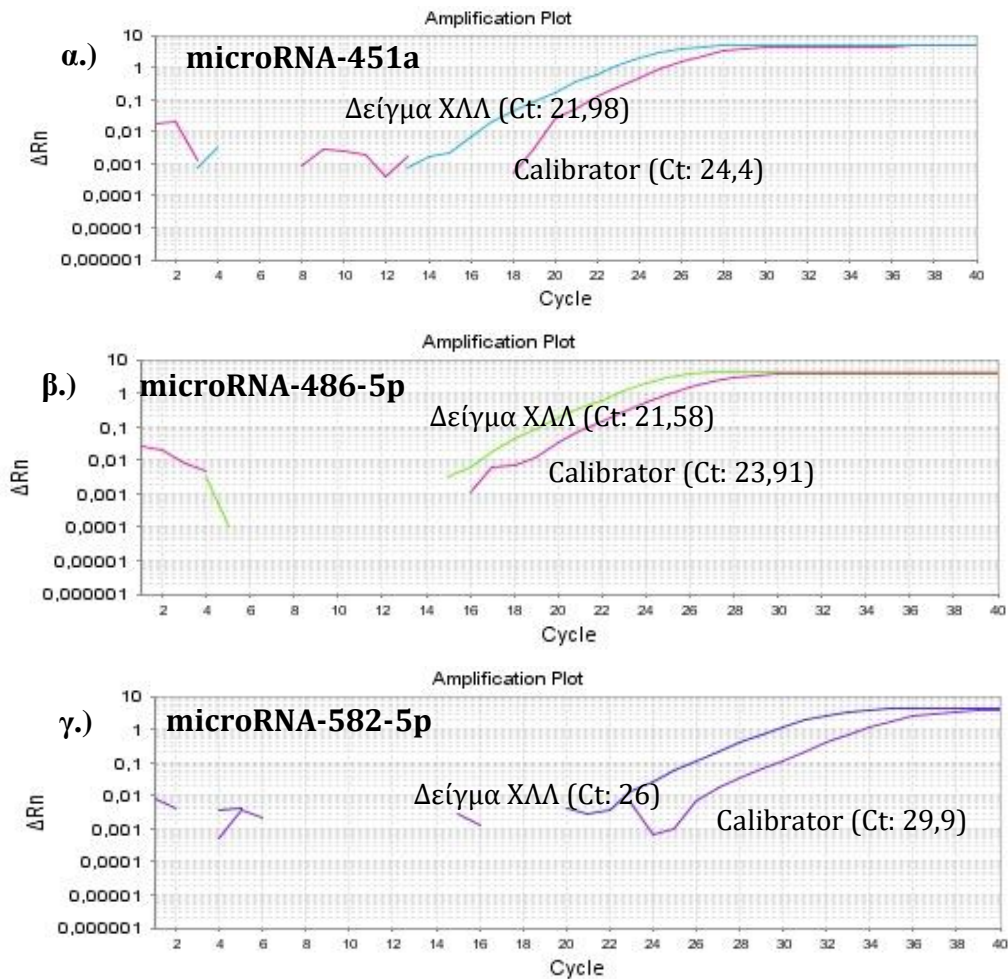 Amplification Plot
α.) microRNA-451a
10
1
0,1
0,01
0,001
0,0001
0,00001
0,000001
ΔRn
Δείγμα ΧΛΛ (Ct: 21,98)
Calibrator (Ct: 24,4)
2 4 6 8 10 12 14 16 18 20 22 24 26 28 30 32 34 36 38 40
Cycle
Amplification Plot
β.) microRNA-486-5p
10
1
0,1
0,01
0,001
0,0001
0,00001
0,000001
ΔRn
Δείγμα ΧΛΛ (Ct: 21,58)
Calibrator (Ct: 23,91)
2 4 6 8 10 12 14 16 18 20 22 24 26 28 30 32 34 36 38 40
Cycle
Amplification Plot
γ.) microRNA-582-5p
10
1
0,1
0,01
0,001
0,0001
0,00001
0,000001
ΔRn
Δείγμα ΧΛΛ (Ct: 26)
Calibrator (Ct: 29,9)
2 4 6 8 10 12 14 16 18 20 22 24 26 28 30 32 34 36 38 40
Cycle